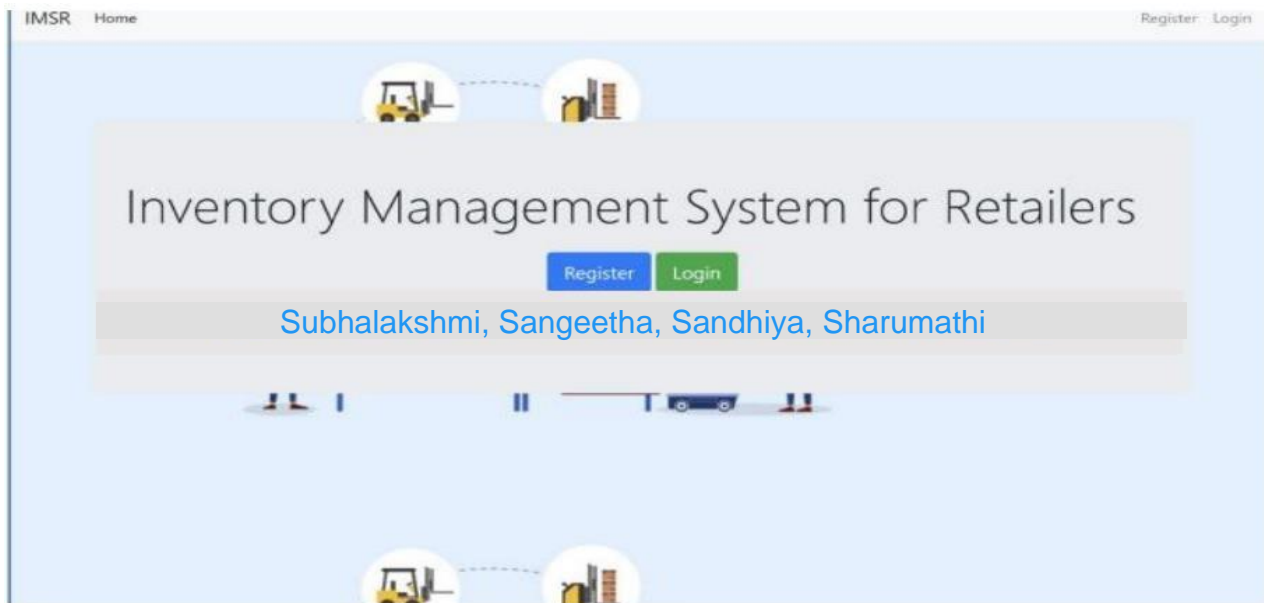 IMSR Home Register Login
Inventory Management System for Retailers
Register Login
Subhalakshmi, Sangeetha, Sandhiya, Sharumathi